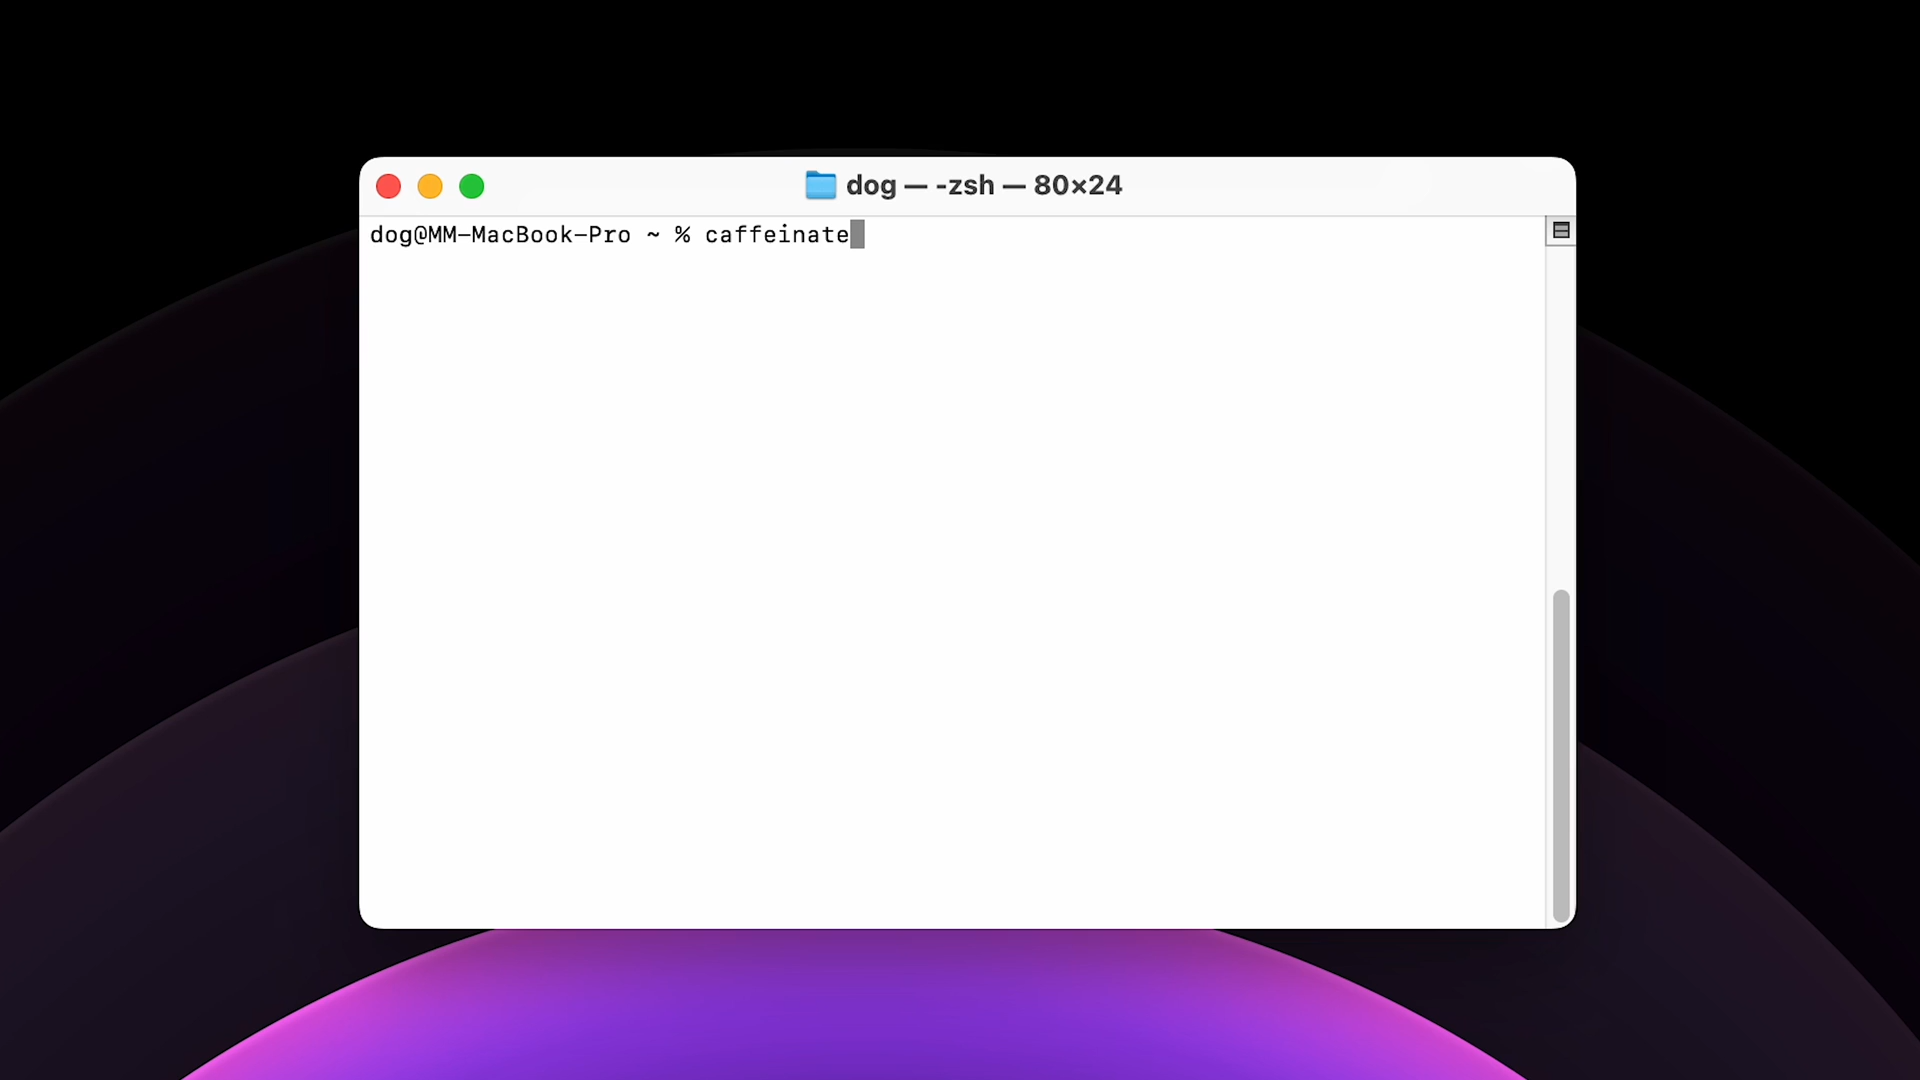 dog — -zsh — 80×24
dog@MM-MacBook-Pro ~ % caffeinate